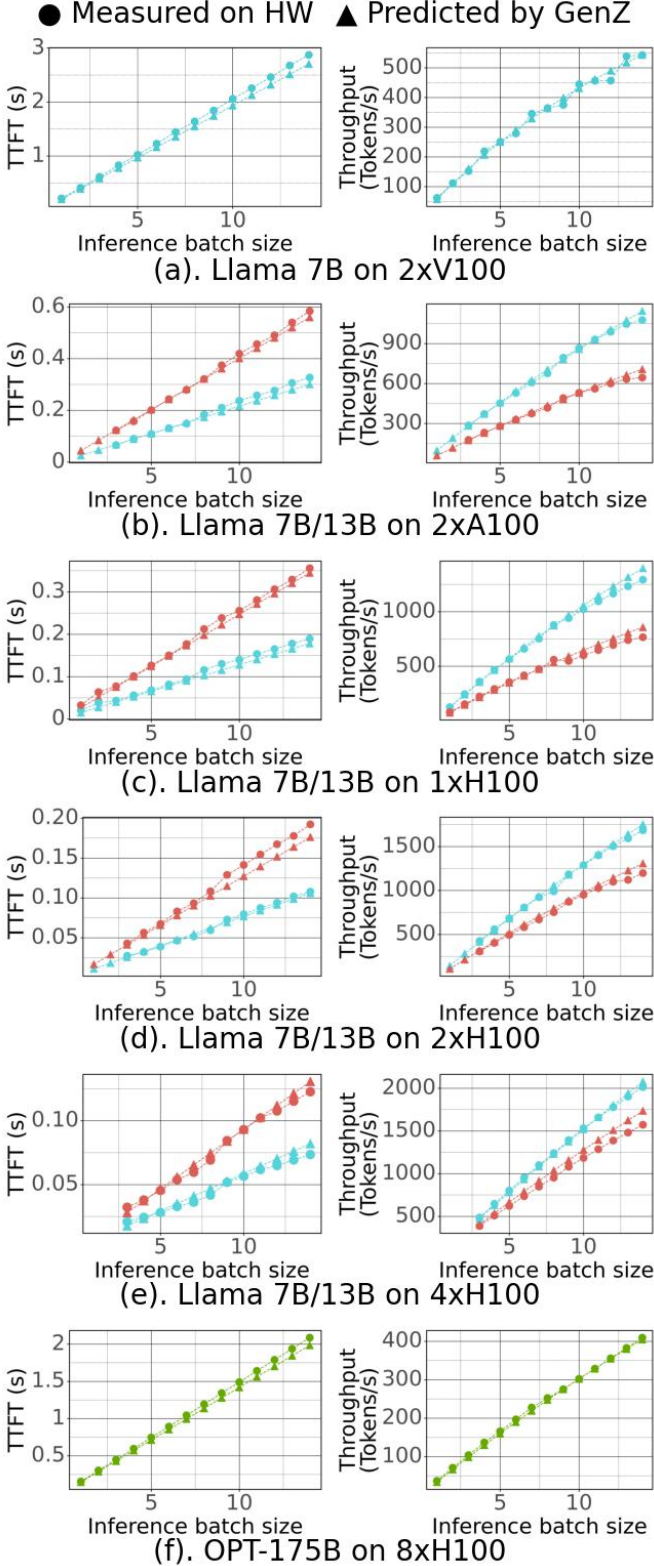 ● Measured on HW ▲ Predicted by GenZ
TTFT (s)
3
2
1
5
10
Inference batch size
Throughput
(Tokens/s)
500
400
300
200
100
5
10
Inference batch size
(a). Llama 7B on 2xV100
TTFT (s)
0.6
0.4
0.2
0
5
10
Inference batch size
Throughput
(Tokens/s)
900
600
300
5
10
Inference batch size
(b). Llama 7B/13B on 2xA100
TTFT (s)
0.3
0.2
0.1
0
5
10
Inference batch size
Throughput
(Tokens/s)
1000
500
5
10
Inference batch size
(c). Llama 7B/13B on 1xH100
TTFT (s)
0.20
0.15
0.10
0.05
5
10
Inference batch size
Throughput
(Tokens/s)
1500
1000
500
5
10
Inference batch size
(d). Llama 7B/13B on 2xH100
TTFT (s)
0.10
0.05
5
10
Inference batch size
Throughput
(Tokens/s)
2000
1500
1000
500
5
10
Inference batch size
(e). Llama 7B/13B on 4xH100
TTFT (s)
2
1.5
1
0.5
5
10
Inference batch size
Throughput
(Tokens/s)
400
300
200
100
5
10
Inference batch size
(f). OPT-175B on 8xH100